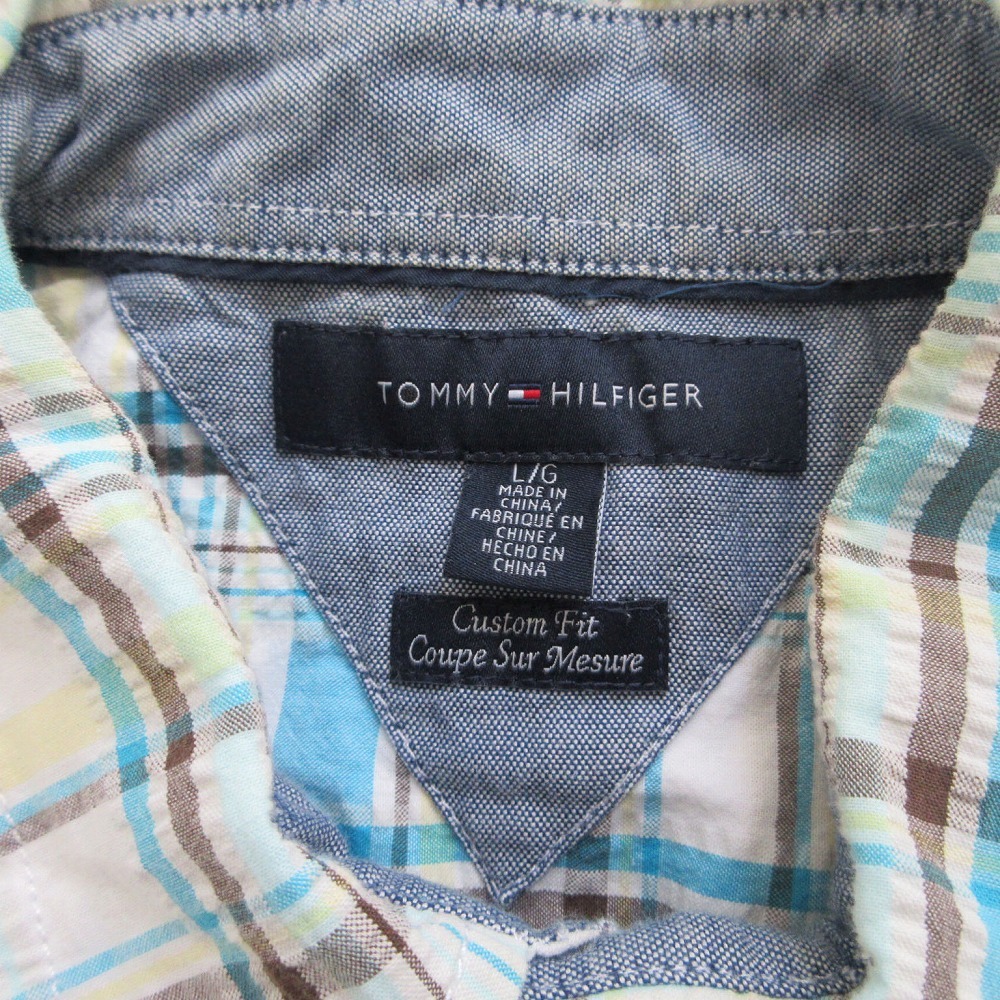 TOMMY HILFIGER
L/G
MADE IN
CHINA/
FABRIQUÉ EN
CHINE/
HECHO EN
CHINA
Custom Fit
Coupe Sur Mesure